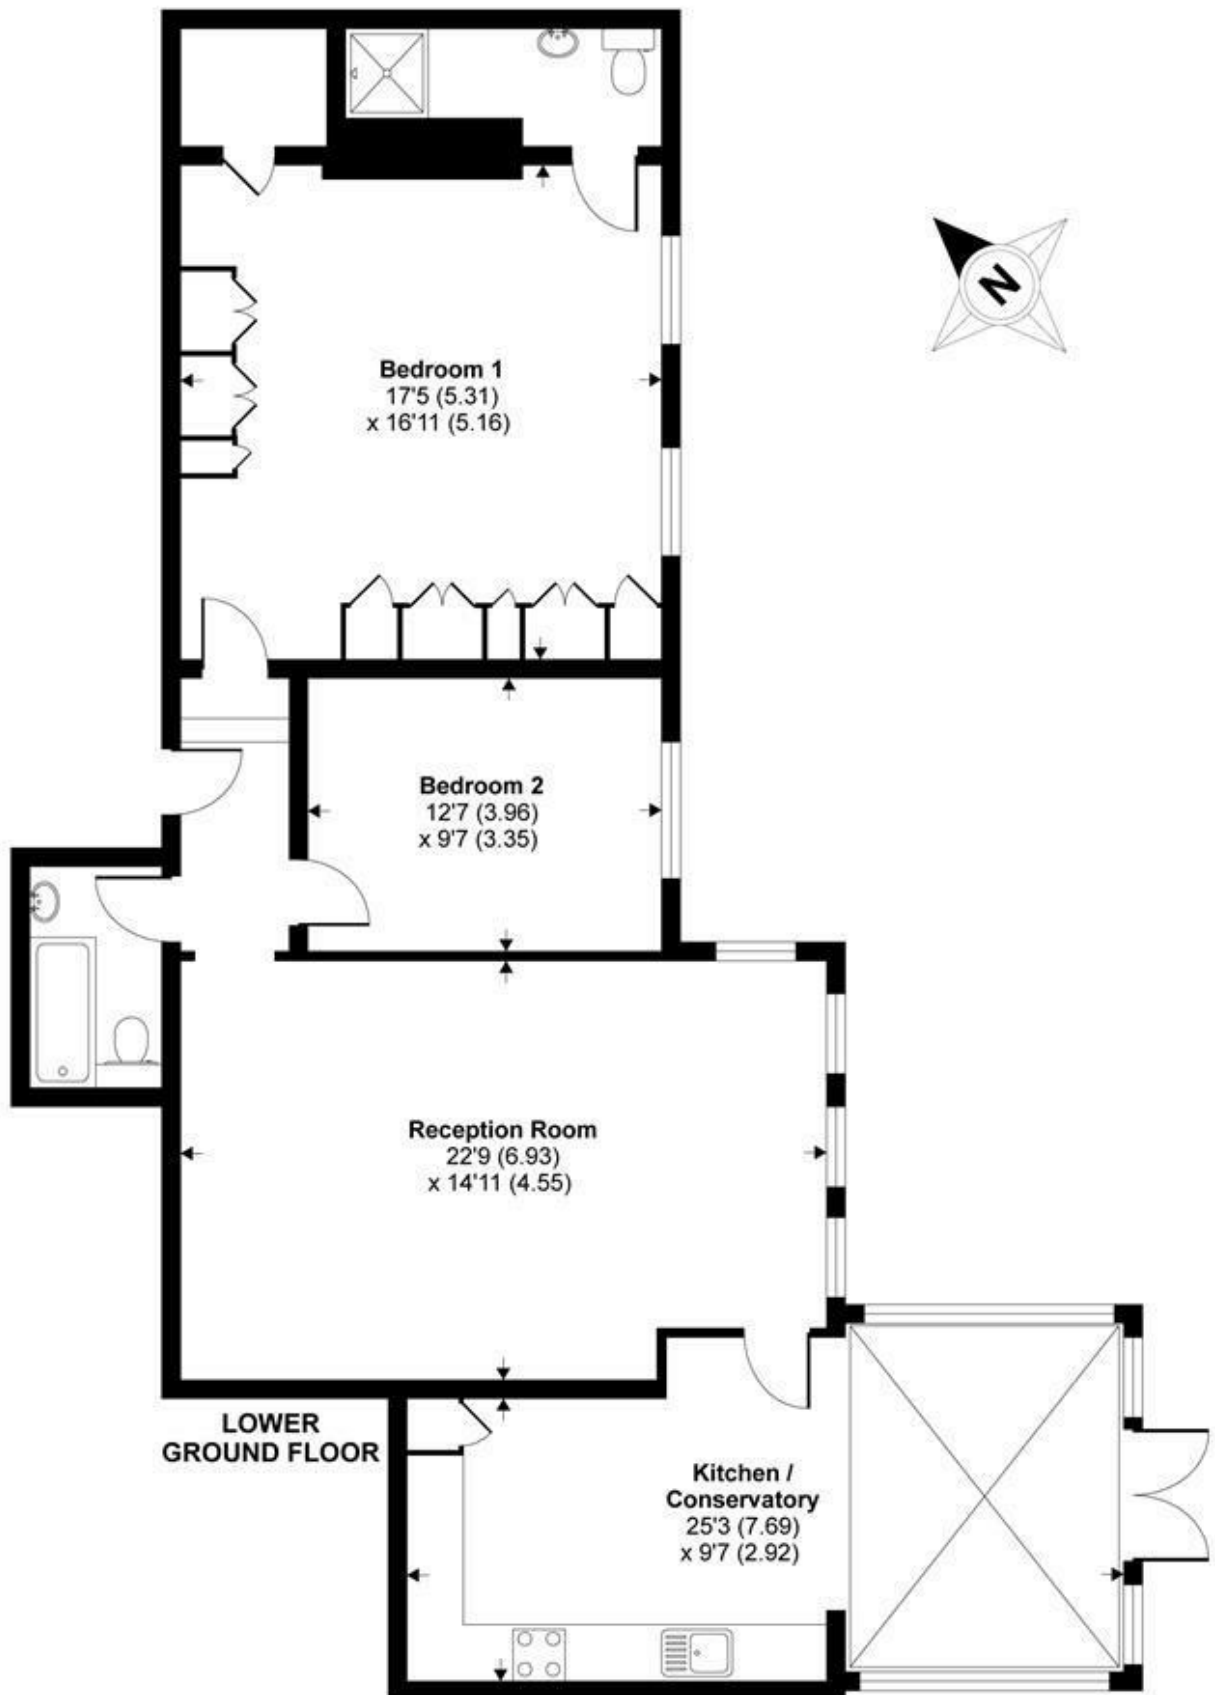 N
Bedroom 1
17'5 (5.31)
x 16'11 (5.16)
Bedroom 2
12'7 (3.96)
x 9'7 (3.35)
Reception Room
22'9 (6.93)
x 14'11 (4.55)
LOWER
GROUND FLOOR
Kitchen /
Conservatory
25'3 (7.69)
x 9'7 (2.92)